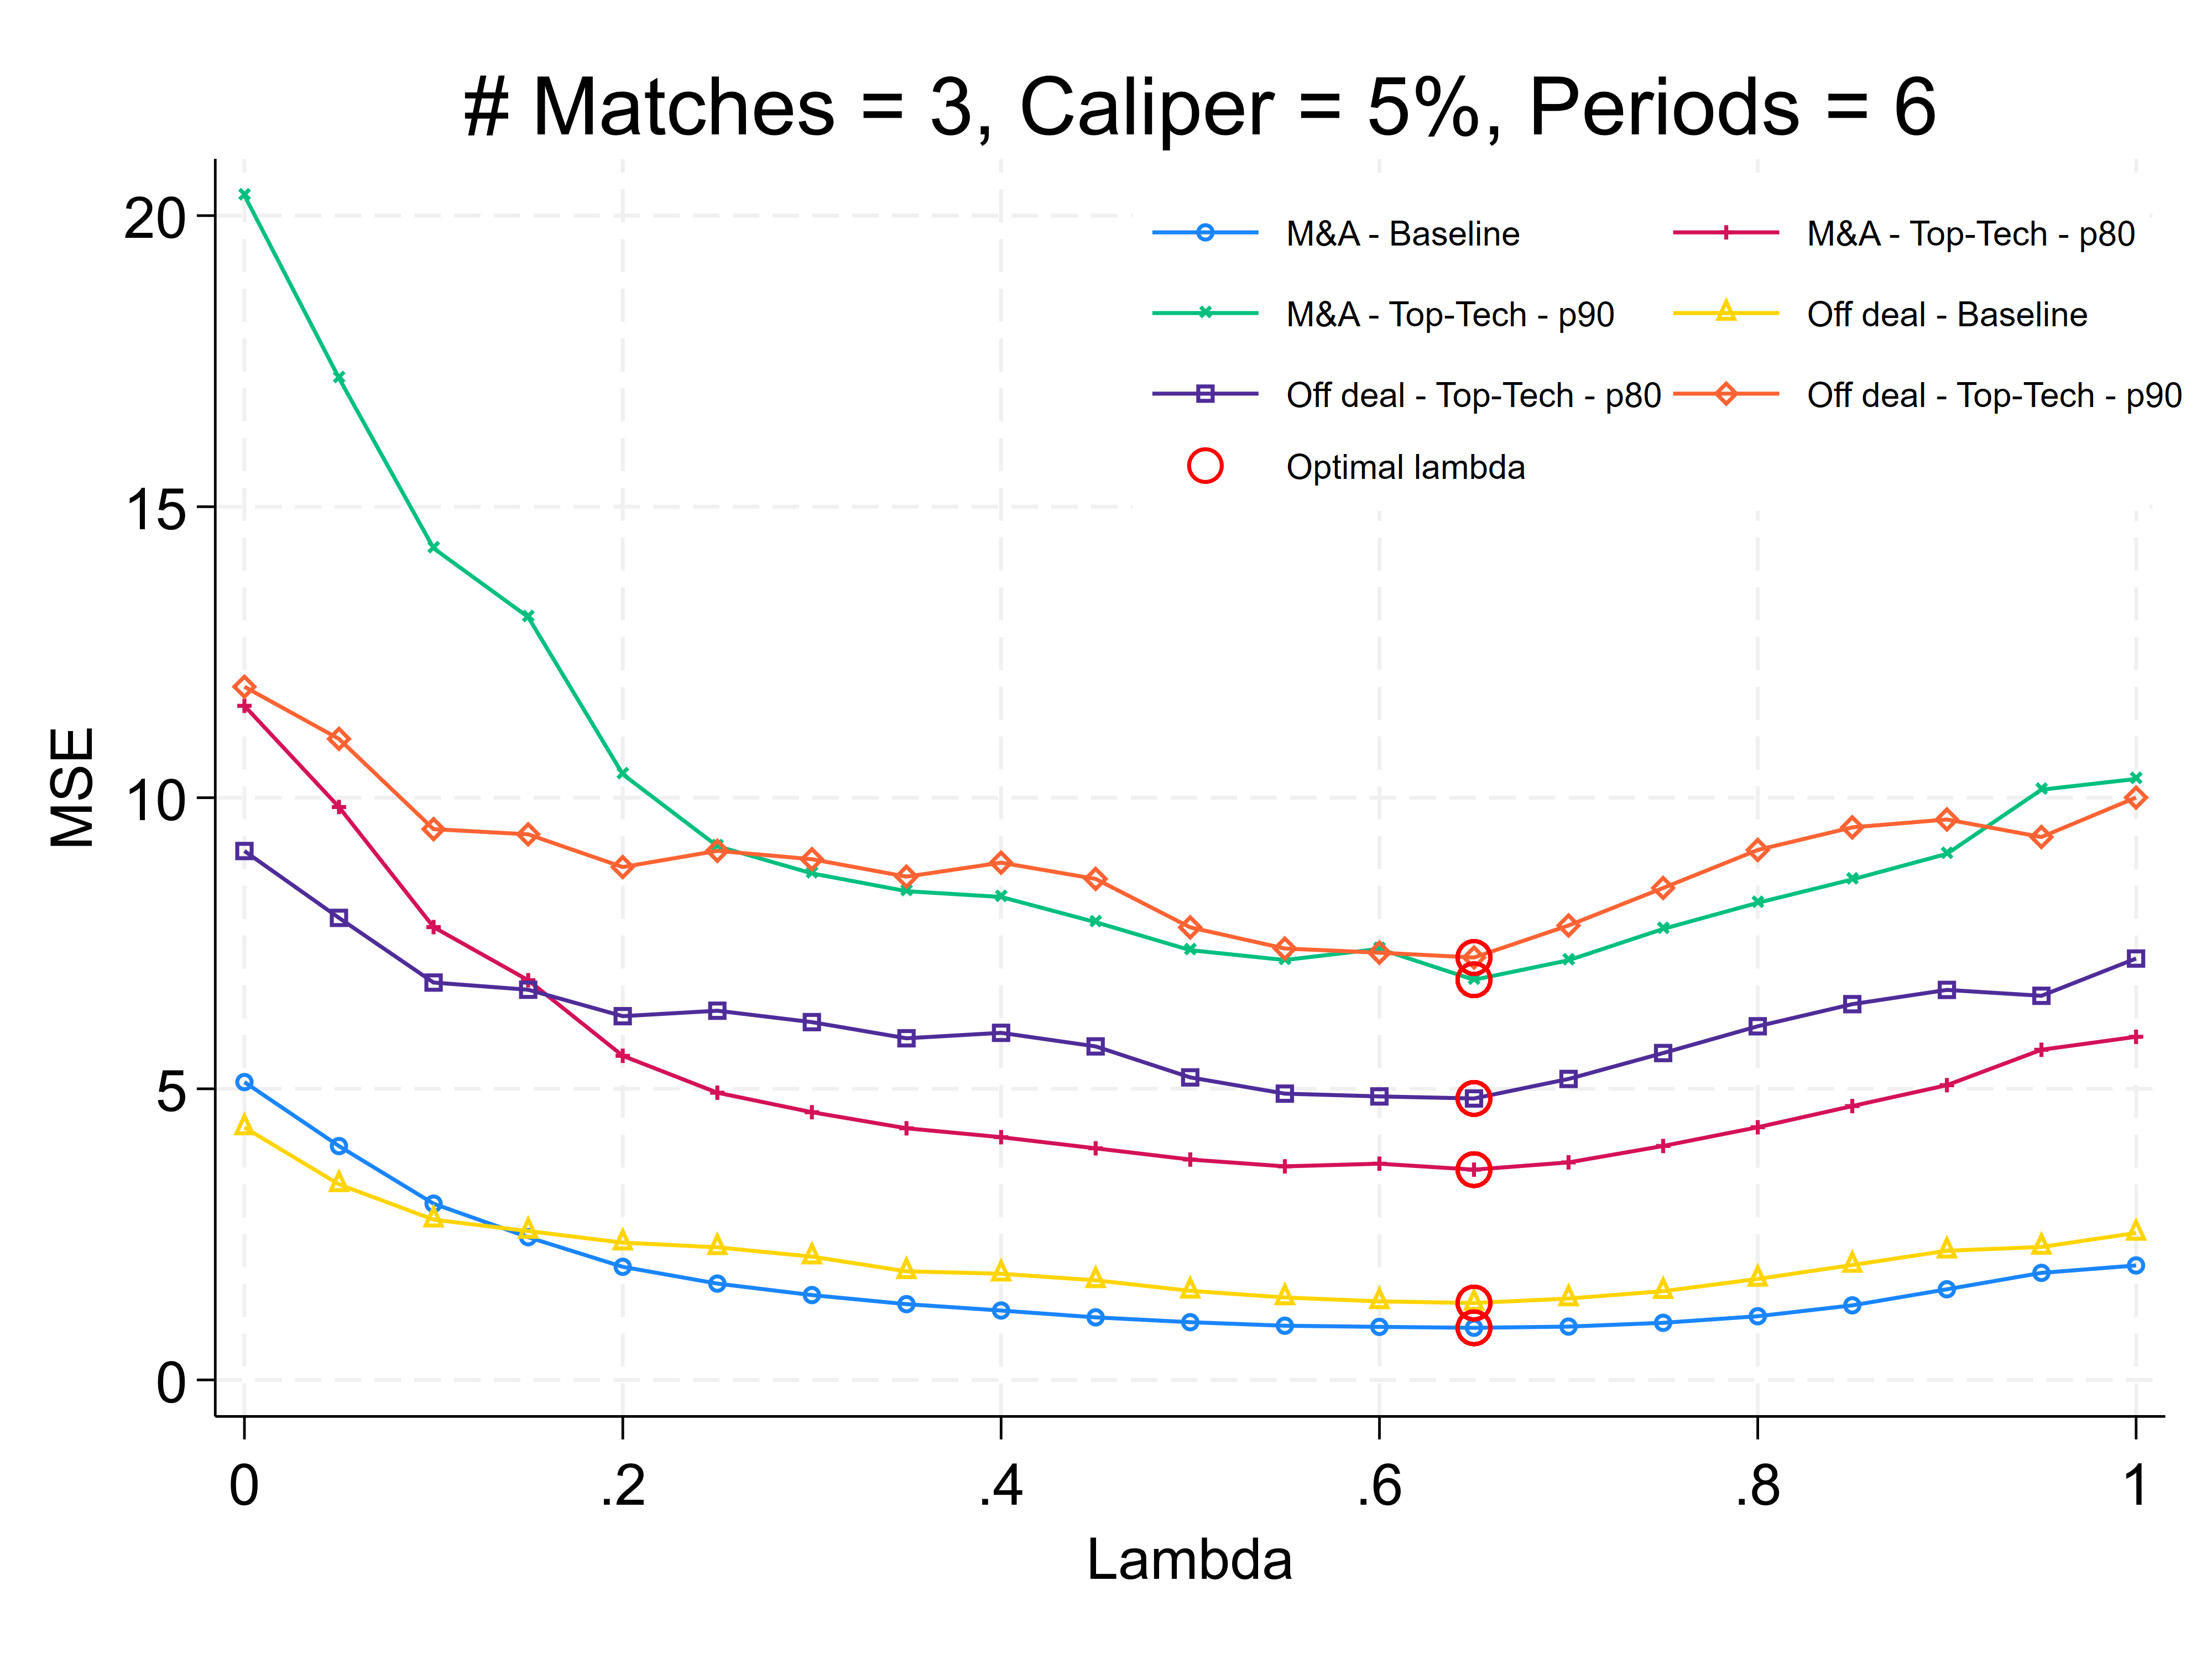 # Matches = 3, Caliper = 5%, Periods = 6
M&A - Baseline
M&A - Top-Tech - p80
M&A - Top-Tech - p90
Off deal - Baseline
Off deal - Top-Tech - p80
Off deal - Top-Tech - p90
Optimal lambda
MSE
20
15
10
5
0
0 .2 .4 .6 .8 1
Lambda